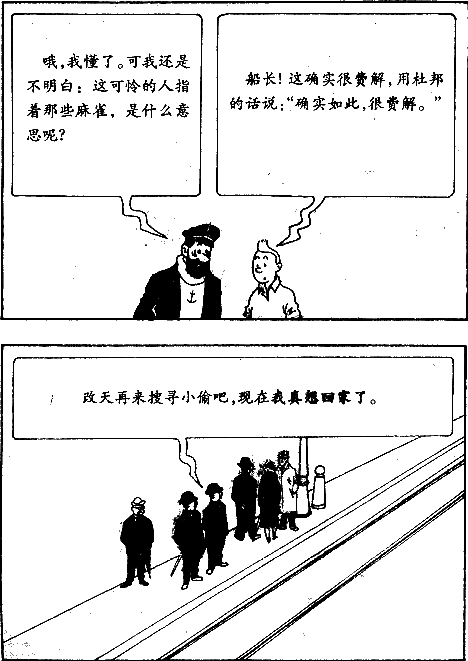 哦,我懂了。可我还是
不明白：这可怜的人指
着那些麻雀，是什么意
思呢?
船长! 这确实很费解,用杜邦
的话说:“确实如此,很费解。”
改天再来搜寻小偷吧,现在我真想回家了。